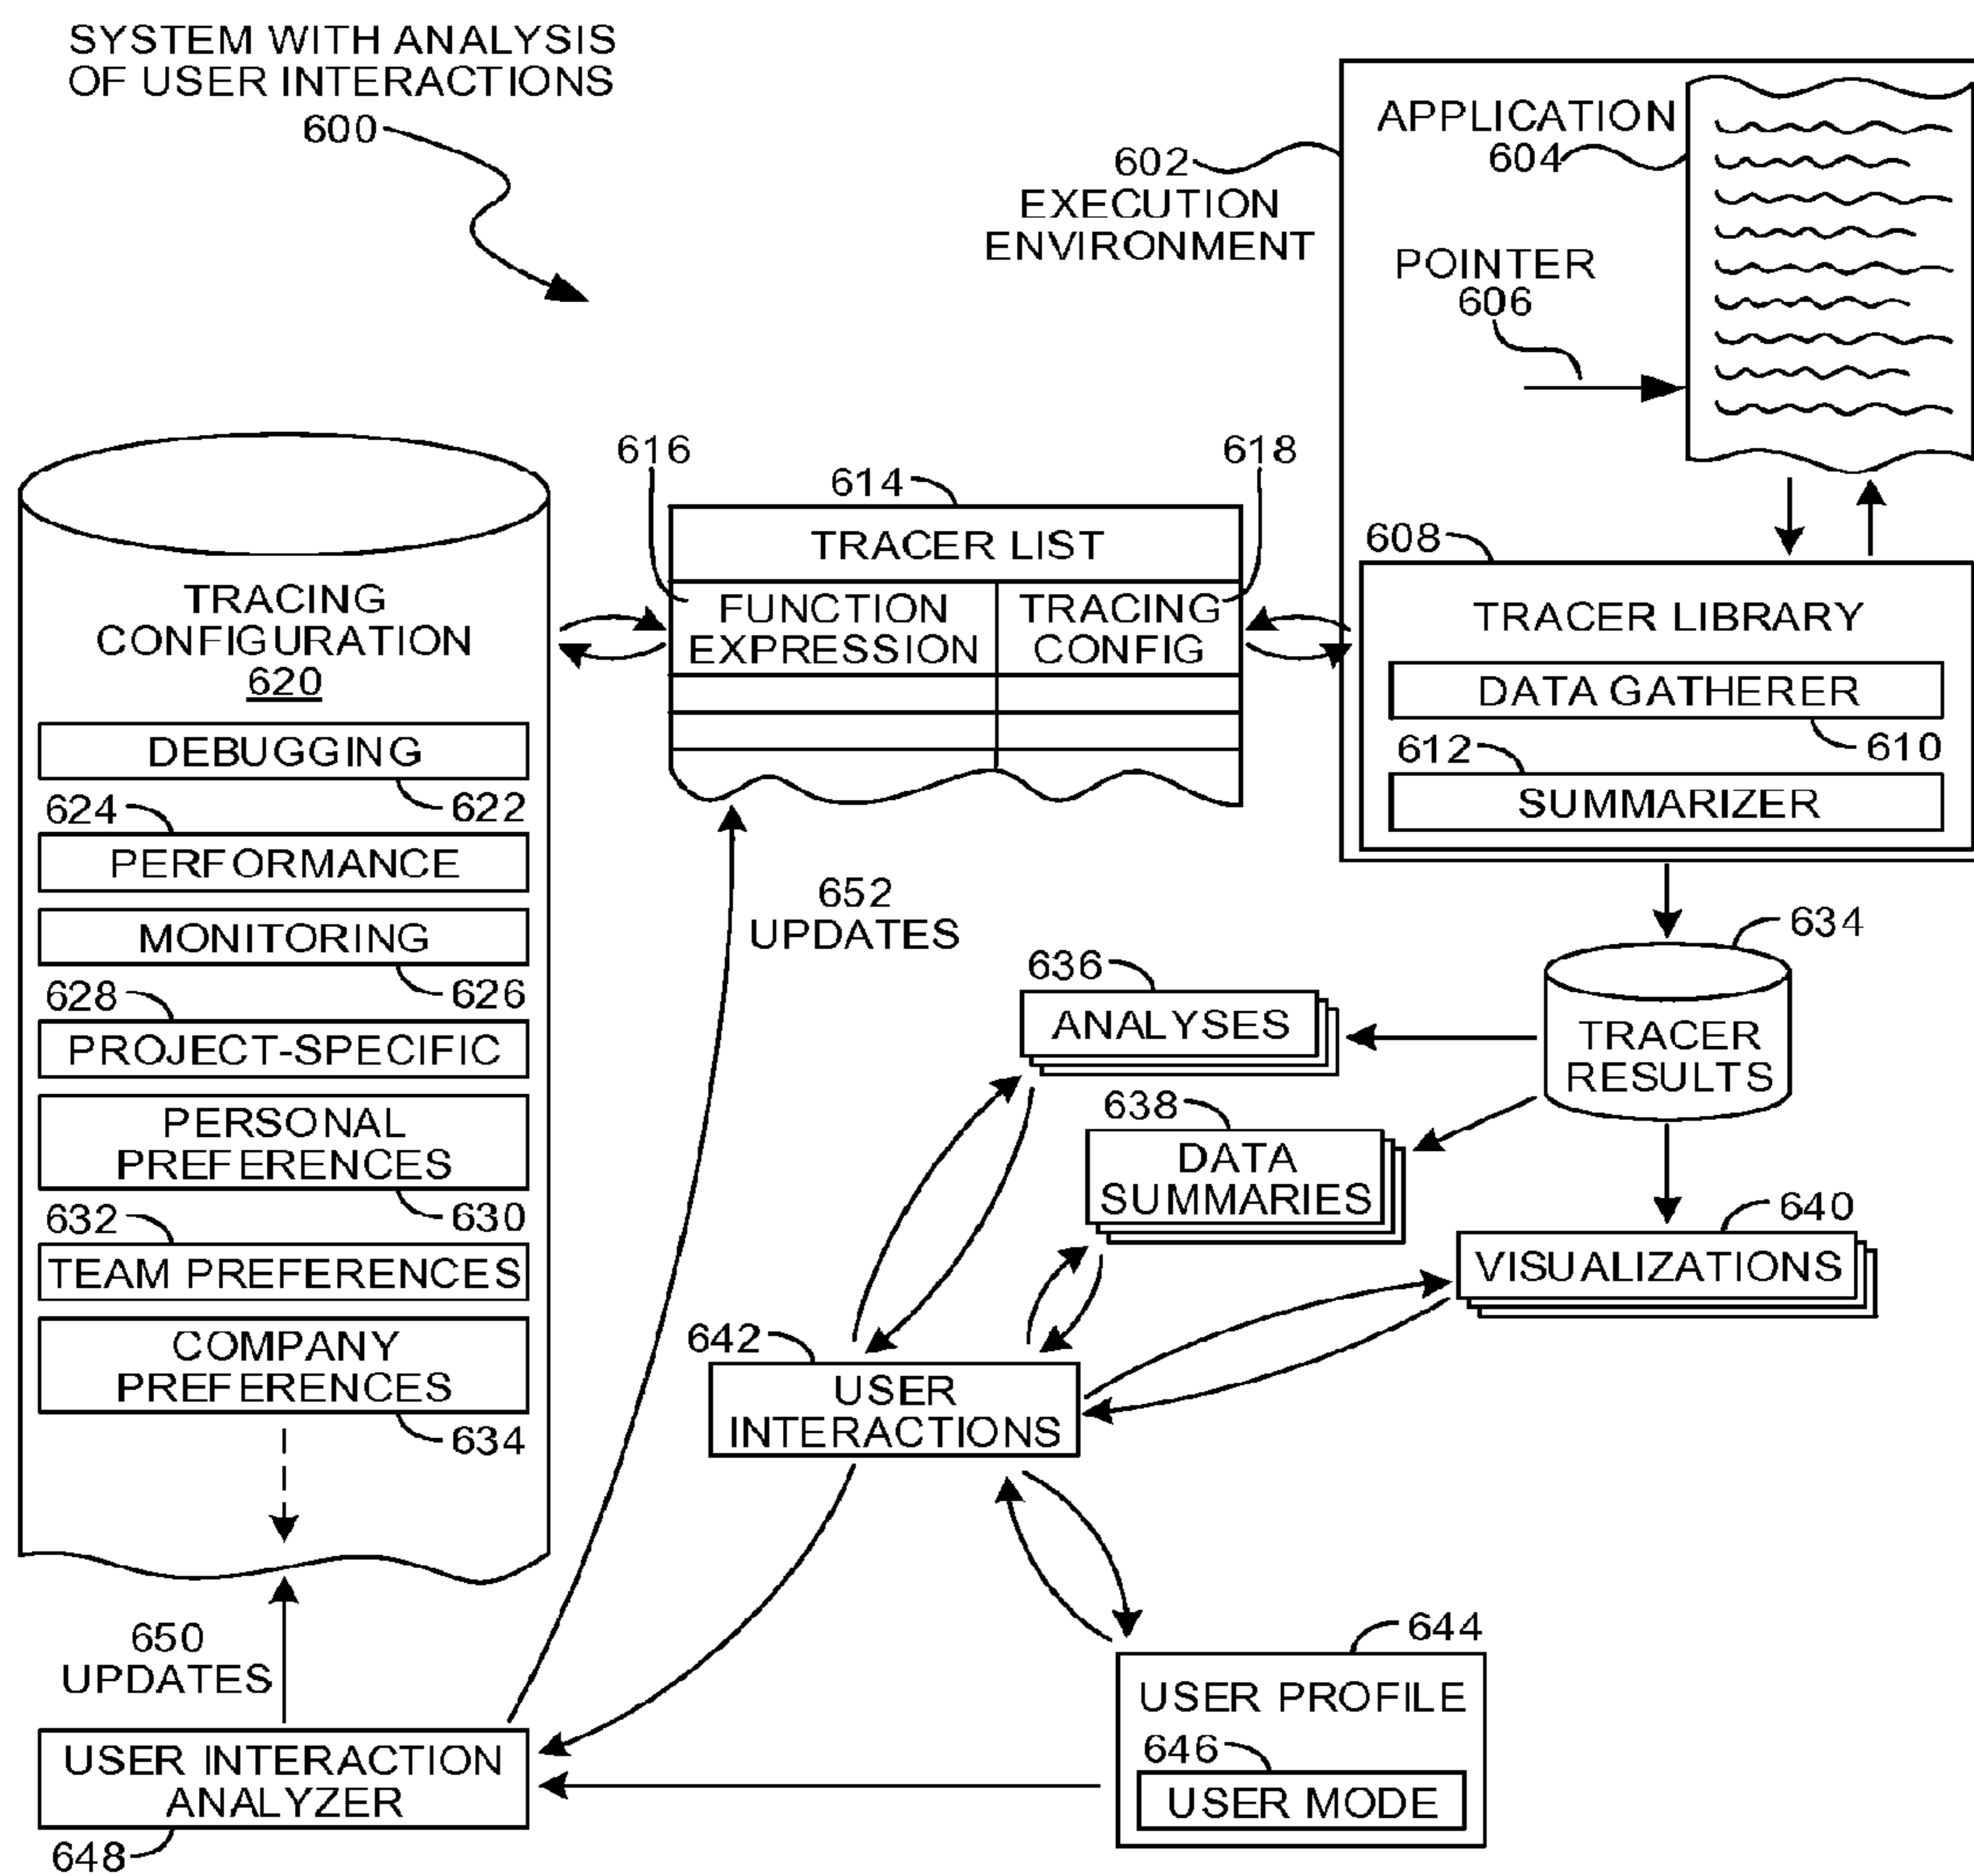 SYSTEM WITH ANALYSIS
OF USER INTERACTIONS
600
602
EXECUTION
ENVIRONMENT
APPLICATION
604
POINTER
606
608
TRACER LIBRARY
DATA GATHERER
610
612
SUMMARIZER
614
616
618
TRACER LIST
FUNCTION
EXPRESSION
TRACING
CONFIG
TRACING
CONFIGURATION
620
DEBUGGING
622
624
PERFORMANCE
MONITORING
626
628
PROJECT-SPECIFIC
PERSONAL
PREFERENCES
630
632
TEAM PREFERENCES
COMPANY
PREFERENCES
634
652
UPDATES
634
TRACER
RESULTS
636
ANALYSES
638
DATA
SUMMARIES
640
VISUALIZATIONS
642
USER
INTERACTIONS
644
USER PROFILE
646
USER MODE
650
UPDATES
USER INTERACTION
ANALYZER
648